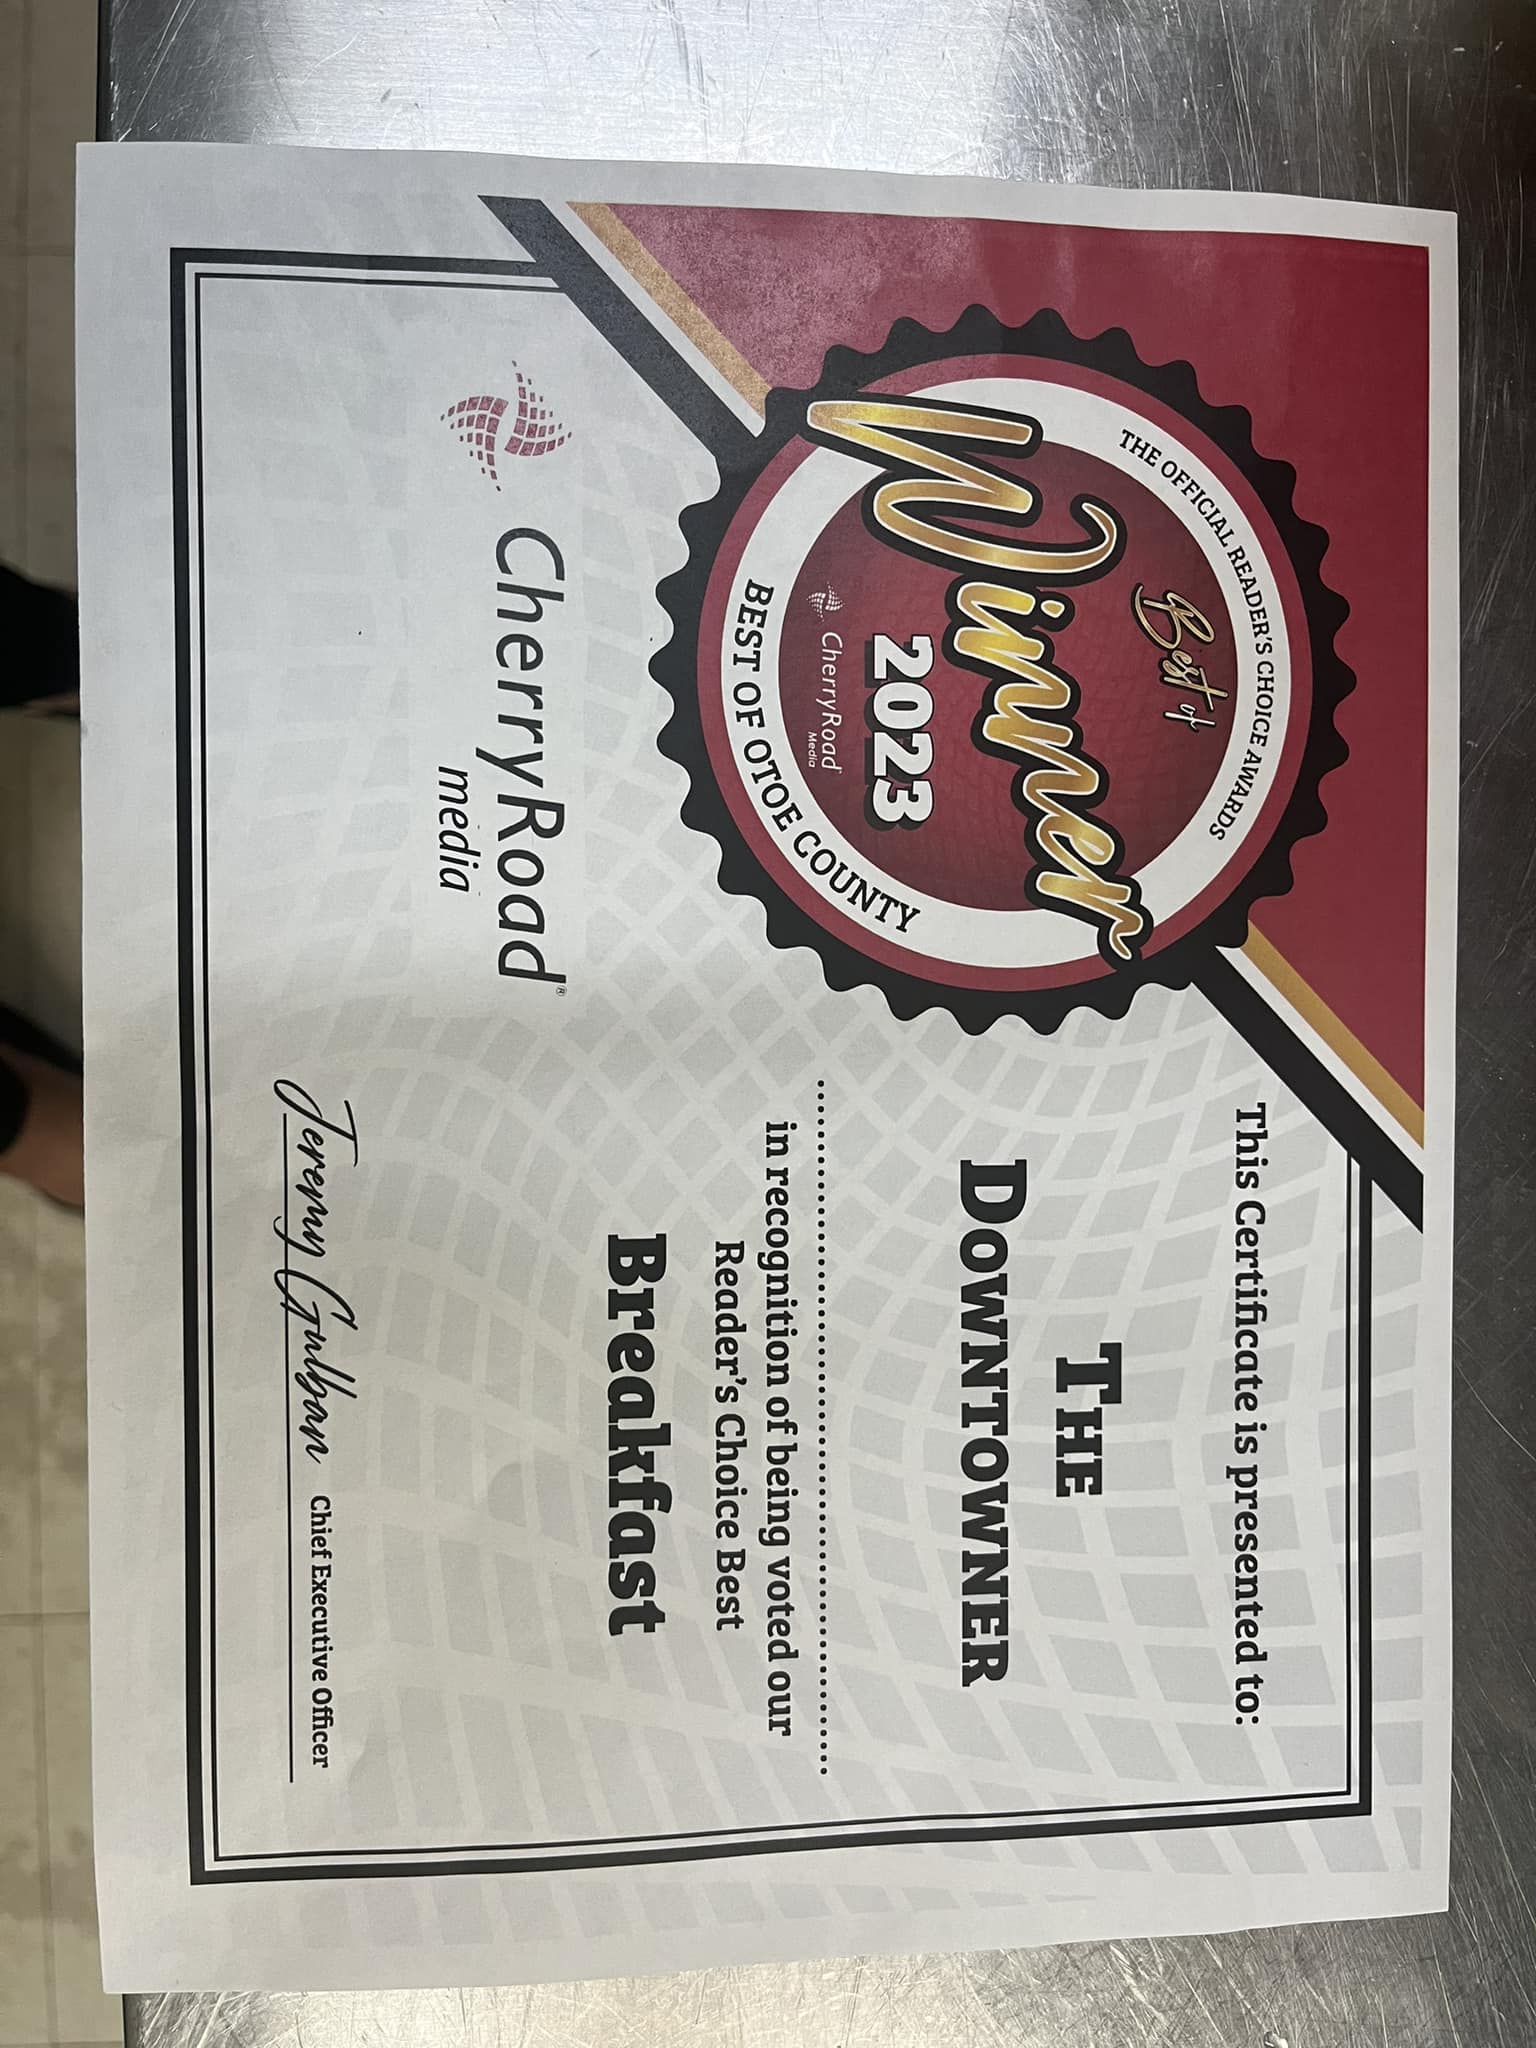 THE OFFICIAL READER'S CHOICE AWARDS
Best of
Winner
2023
CherryRoad
Media
BEST OF OTOE COUNTY
This Certificate is presented to:
THE
DOWNTOWNER
in recognition of being voted our
Reader's Choice Best
Breakfast
CherryRoad®
media
Jeremy Gulban Chief Executive Officer